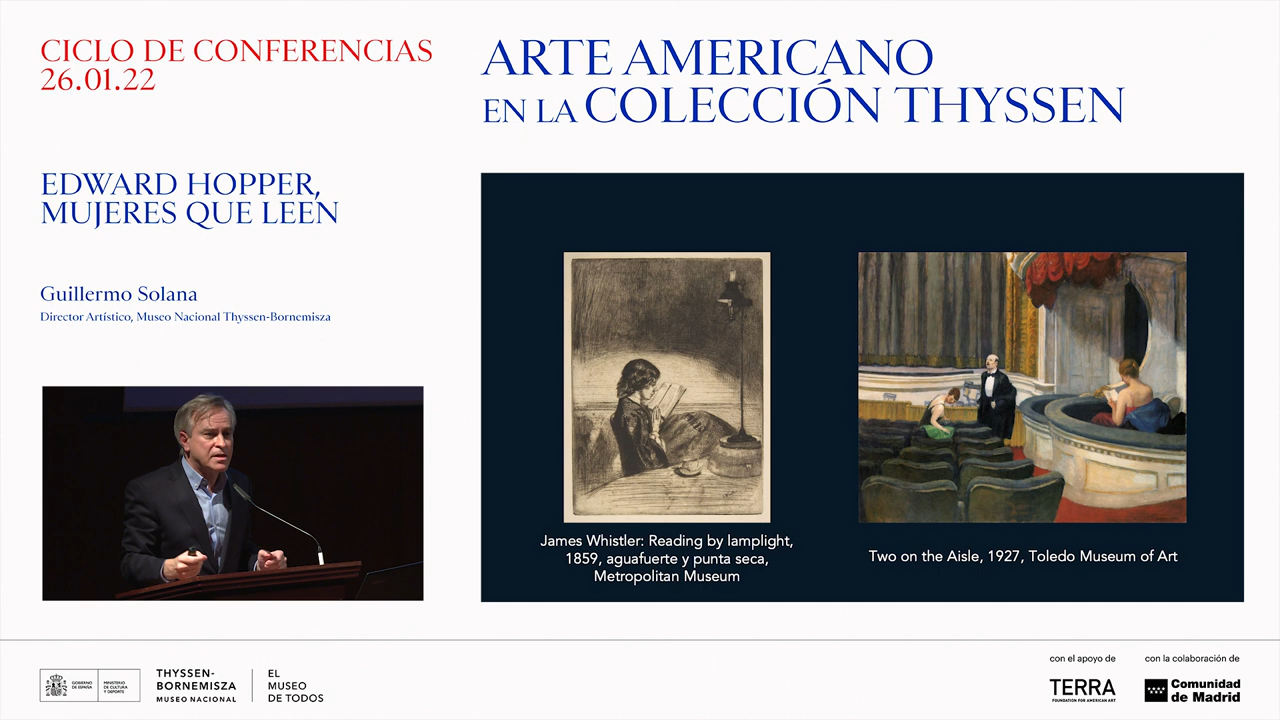 CICLO DE CONFERENCIAS
26.01.22
ARTE AMERICANO
EN LA COLECCIÓN THYSSEN
EDWARD HOPPER,
MUJERES QUE LEEN
Guillermo Solana
Director Artístico, Museo Nacional Thyssen-Bornemisza
James Whistler: Reading by lamplight,
1859, aguafuerte y punta seca,
Metropolitan Museum
Two on the Aisle, 1927, Toledo Museum of Art
GOBIERNO
DE ESPAÑA
MINISTERIO
DE CULTURA
Y DEPORTE
THYSSEN-
BORNEMISZA
MUSEO NACIONAL
EL
MUSEO
DE TODOS
con el apoyo de
TERRA
FOUNDATION FOR AMERICAN ART
con la colaboración de
Comunidad
de Madrid